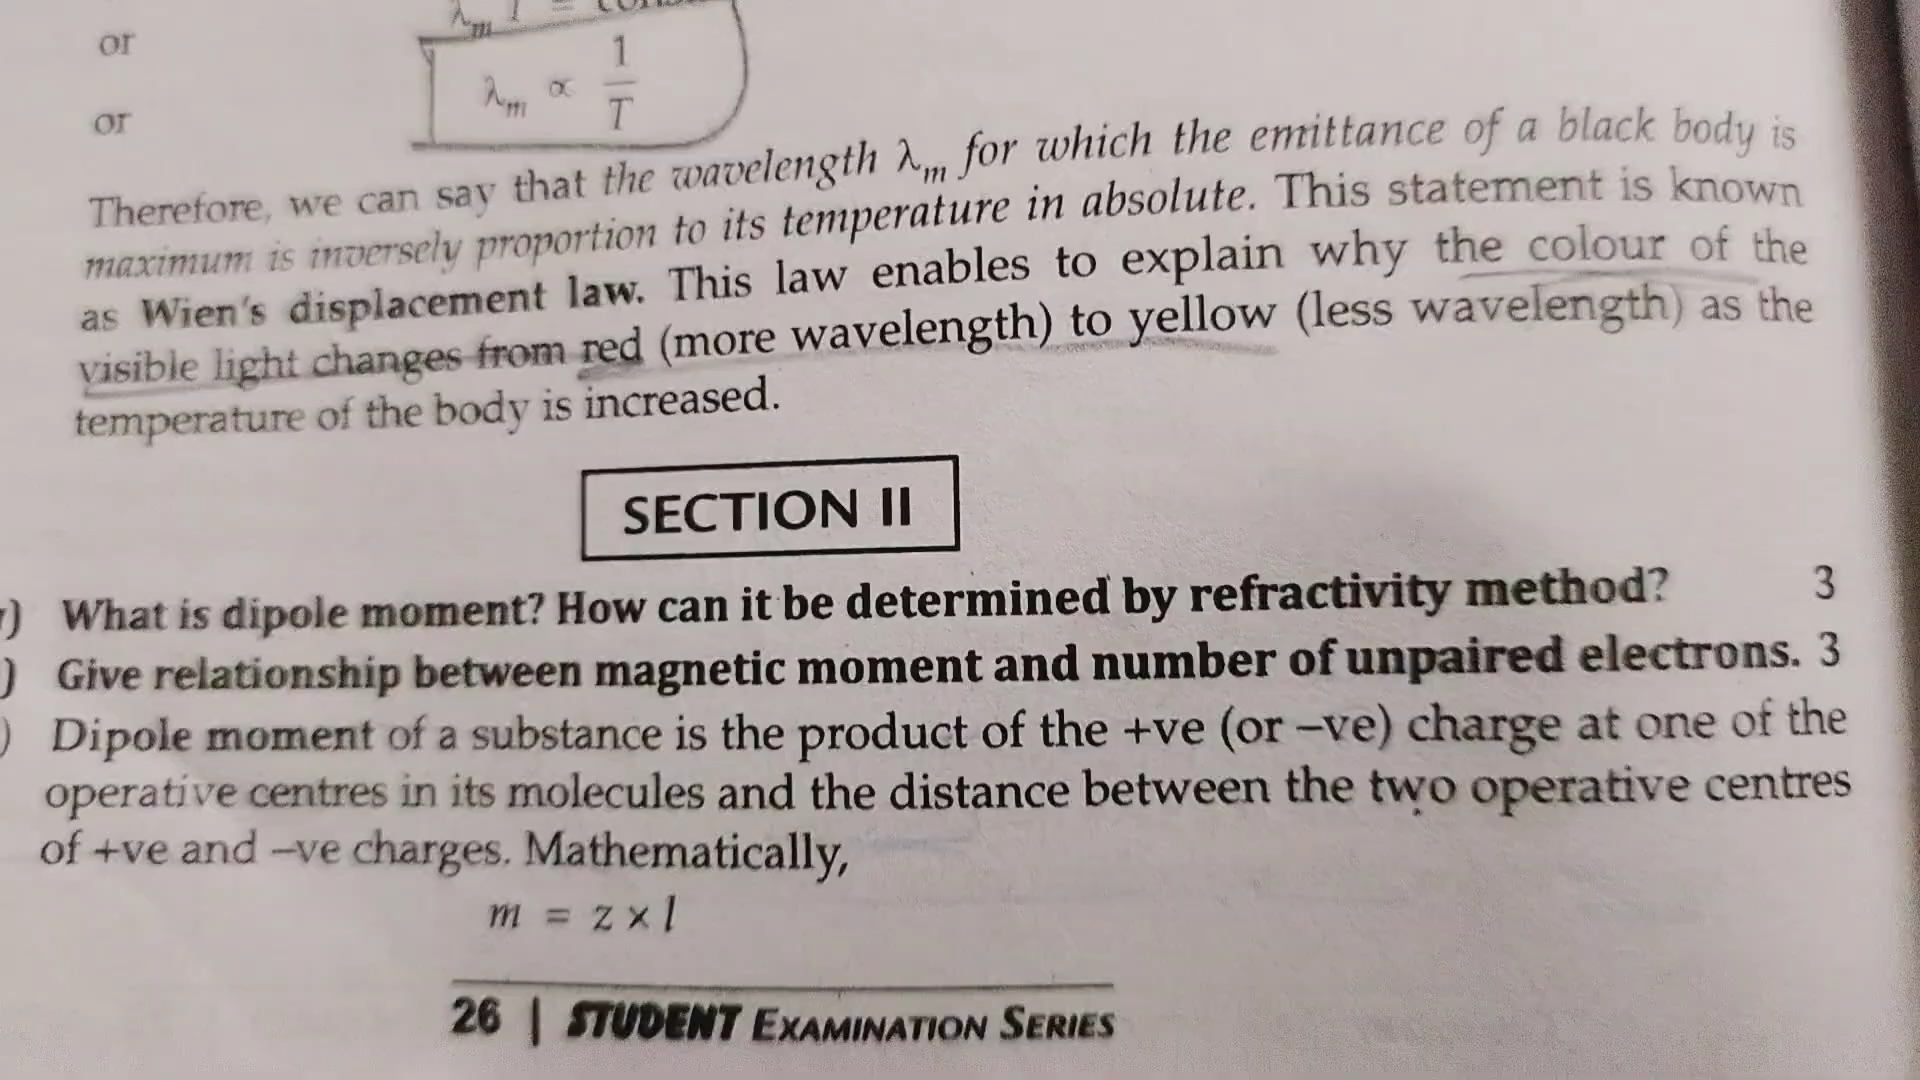 or
λm ∝ 1/T
or
Therefore, we can say that the wavelength λm for which the emittance of a black body is
maximum is inversely proportion to its temperature in absolute. This statement is known
as Wien's displacement law. This law enables to explain why the colour of the
visible light changes from red (more wavelength) to yellow (less wavelength) as the
temperature of the body is increased.
SECTION II
) What is dipole moment? How can it be determined by refractivity method? 3
) Give relationship between magnetic moment and number of unpaired electrons. 3
) Dipole moment of a substance is the product of the +ve (or –ve) charge at one of the
operative centres in its molecules and the distance between the two operative centres
of +ve and –ve charges. Mathematically,
m = z × l
26 | STUDENT EXAMINATION SERIES